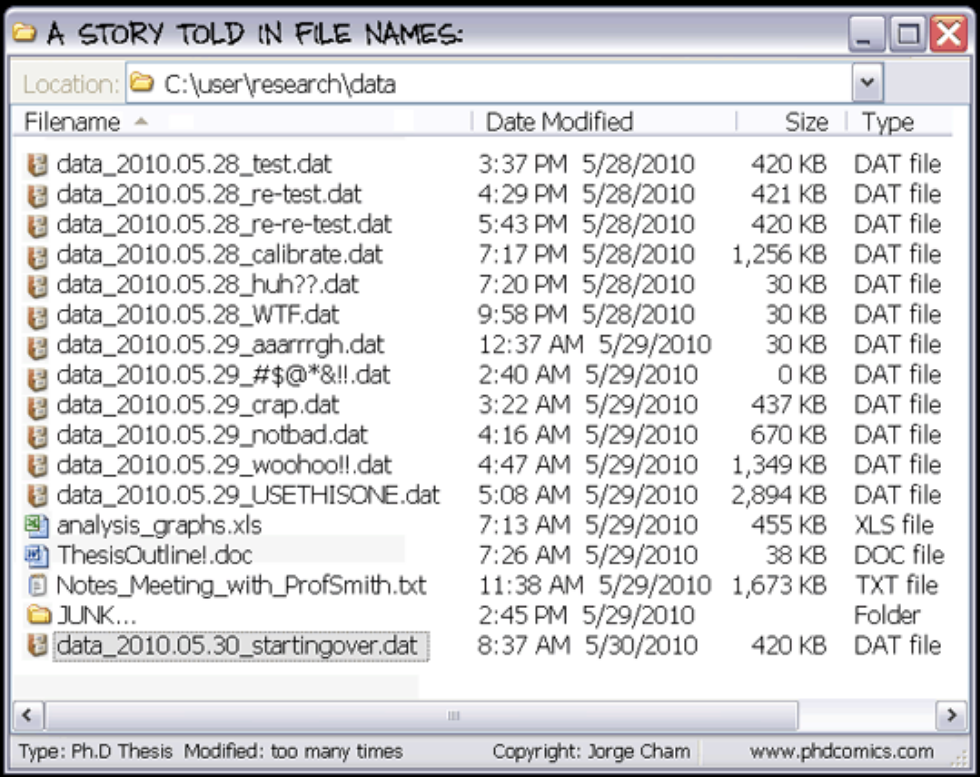 A STORY TOLD IN FILE NAMES:
Location: C:\user\research\data
Filename Date Modified Size Type
data_2010.05.28_test.dat 3:37 PM 5/28/2010 420 KB DAT file
data_2010.05.28_re-test.dat 4:29 PM 5/28/2010 421 KB DAT file
data_2010.05.28_re-re-test.dat 5:43 PM 5/28/2010 420 KB DAT file
data_2010.05.28_calibrate.dat 7:17 PM 5/28/2010 1,256 KB DAT file
data_2010.05.28_huh??.dat 7:20 PM 5/28/2010 30 KB DAT file
data_2010.05.28_WTF.dat 9:58 PM 5/28/2010 30 KB DAT file
data_2010.05.29_aaarrrgh.dat 12:37 AM 5/29/2010 30 KB DAT file
data_2010.05.29_#$@*&!!.dat 2:40 AM 5/29/2010 0 KB DAT file
data_2010.05.29_crap.dat 3:22 AM 5/29/2010 437 KB DAT file
data_2010.05.29_notbad.dat 4:16 AM 5/29/2010 670 KB DAT file
data_2010.05.29_woohoo!!.dat 4:47 AM 5/29/2010 1,349 KB DAT file
data_2010.05.29_USETHISONE.dat 5:08 AM 5/29/2010 2,894 KB DAT file
analysis_graphs.xls 7:13 AM 5/29/2010 455 KB XLS file
ThesisOutline!.doc 7:26 AM 5/29/2010 38 KB DOC file
Notes_Meeting_with_ProfSmith.txt 11:38 AM 5/29/2010 1,673 KB TXT file
JUNK... 2:45 PM 5/29/2010 Folder
data_2010.05.30_startingover.dat 8:37 AM 5/30/2010 420 KB DAT file
Type: Ph.D Thesis Modified: too many times Copyright: Jorge Cham www.phdcomics.com